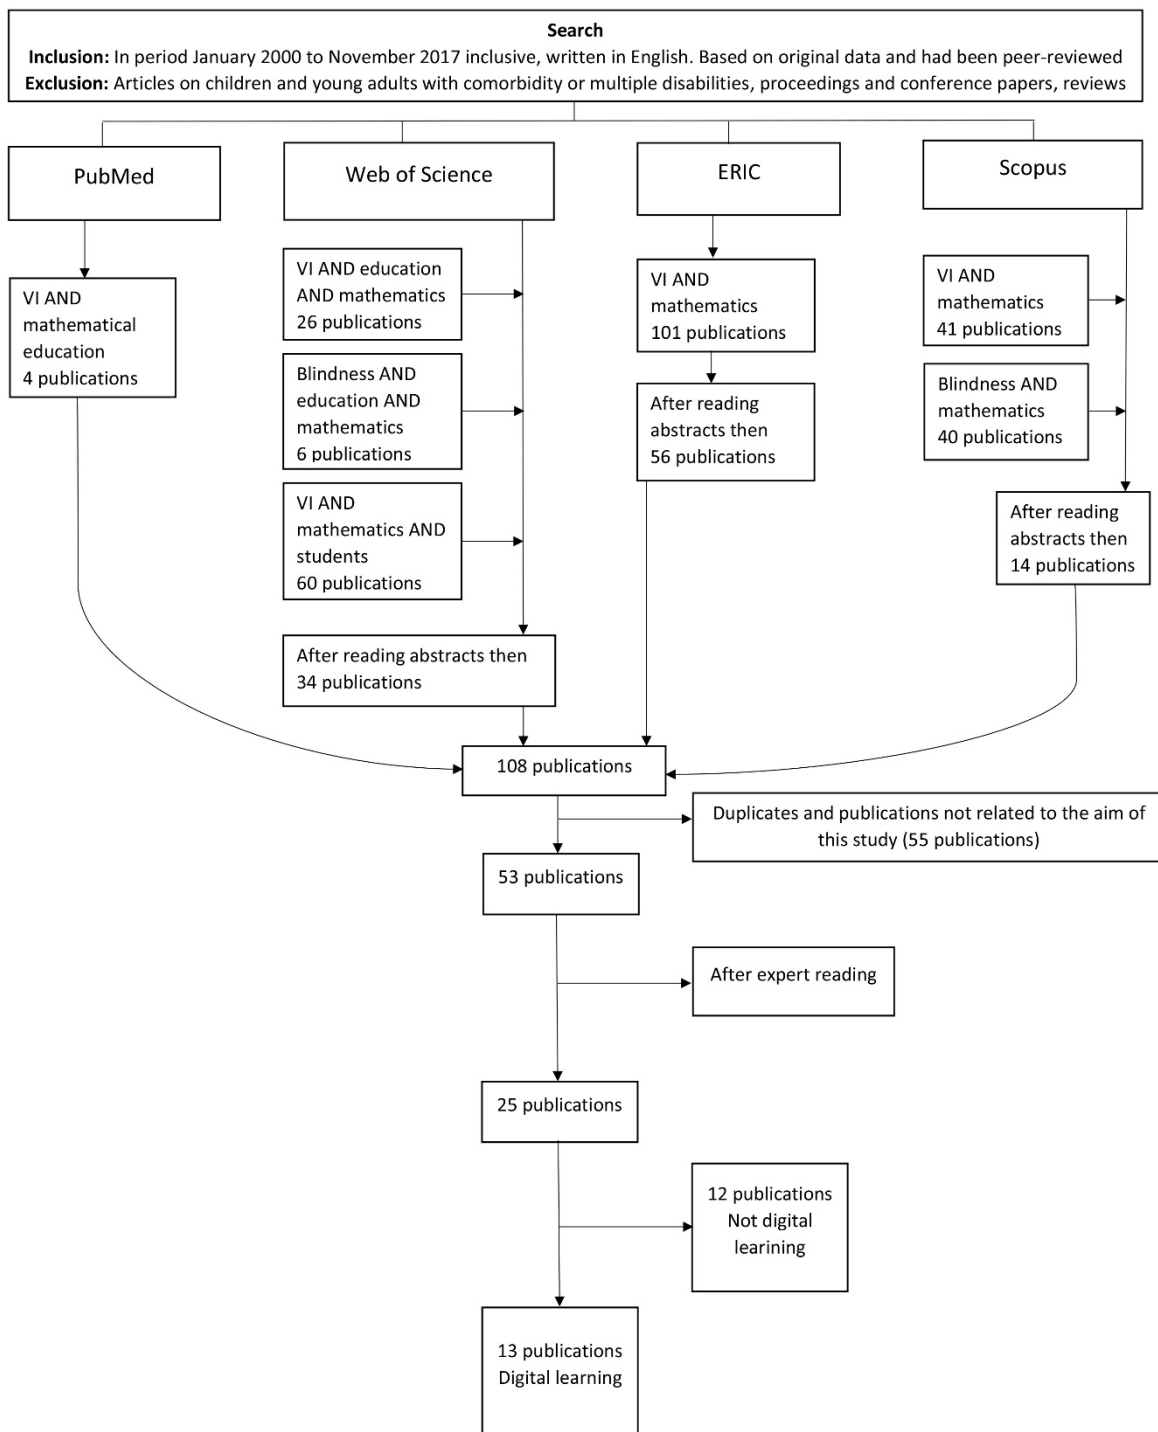 Search
Inclusion: In period January 2000 to November 2017 inclusive, written in English. Based on original data and had been peer-reviewed
Exclusion: Articles on children and young adults with comorbidity or multiple disabilities, proceedings and conference papers, reviews
PubMed
VI AND
mathematical
education
4 publications
Web of Science
VI AND education
AND mathematics
26 publications
Blindness AND
education AND
mathematics
6 publications
VI AND
mathematics AND
students
60 publications
After reading abstracts then
34 publications
ERIC
VI AND
mathematics
101 publications
After reading
abstracts then
56 publications
Scopus
VI AND
mathematics
41 publications
Blindness AND
mathematics
40 publications
After reading
abstracts then
14 publications
108 publications
Duplicates and publications not related to the aim of
this study (55 publications)
53 publications
After expert reading
25 publications
12 publications
Not digital
learining
13 publications
Digital learning